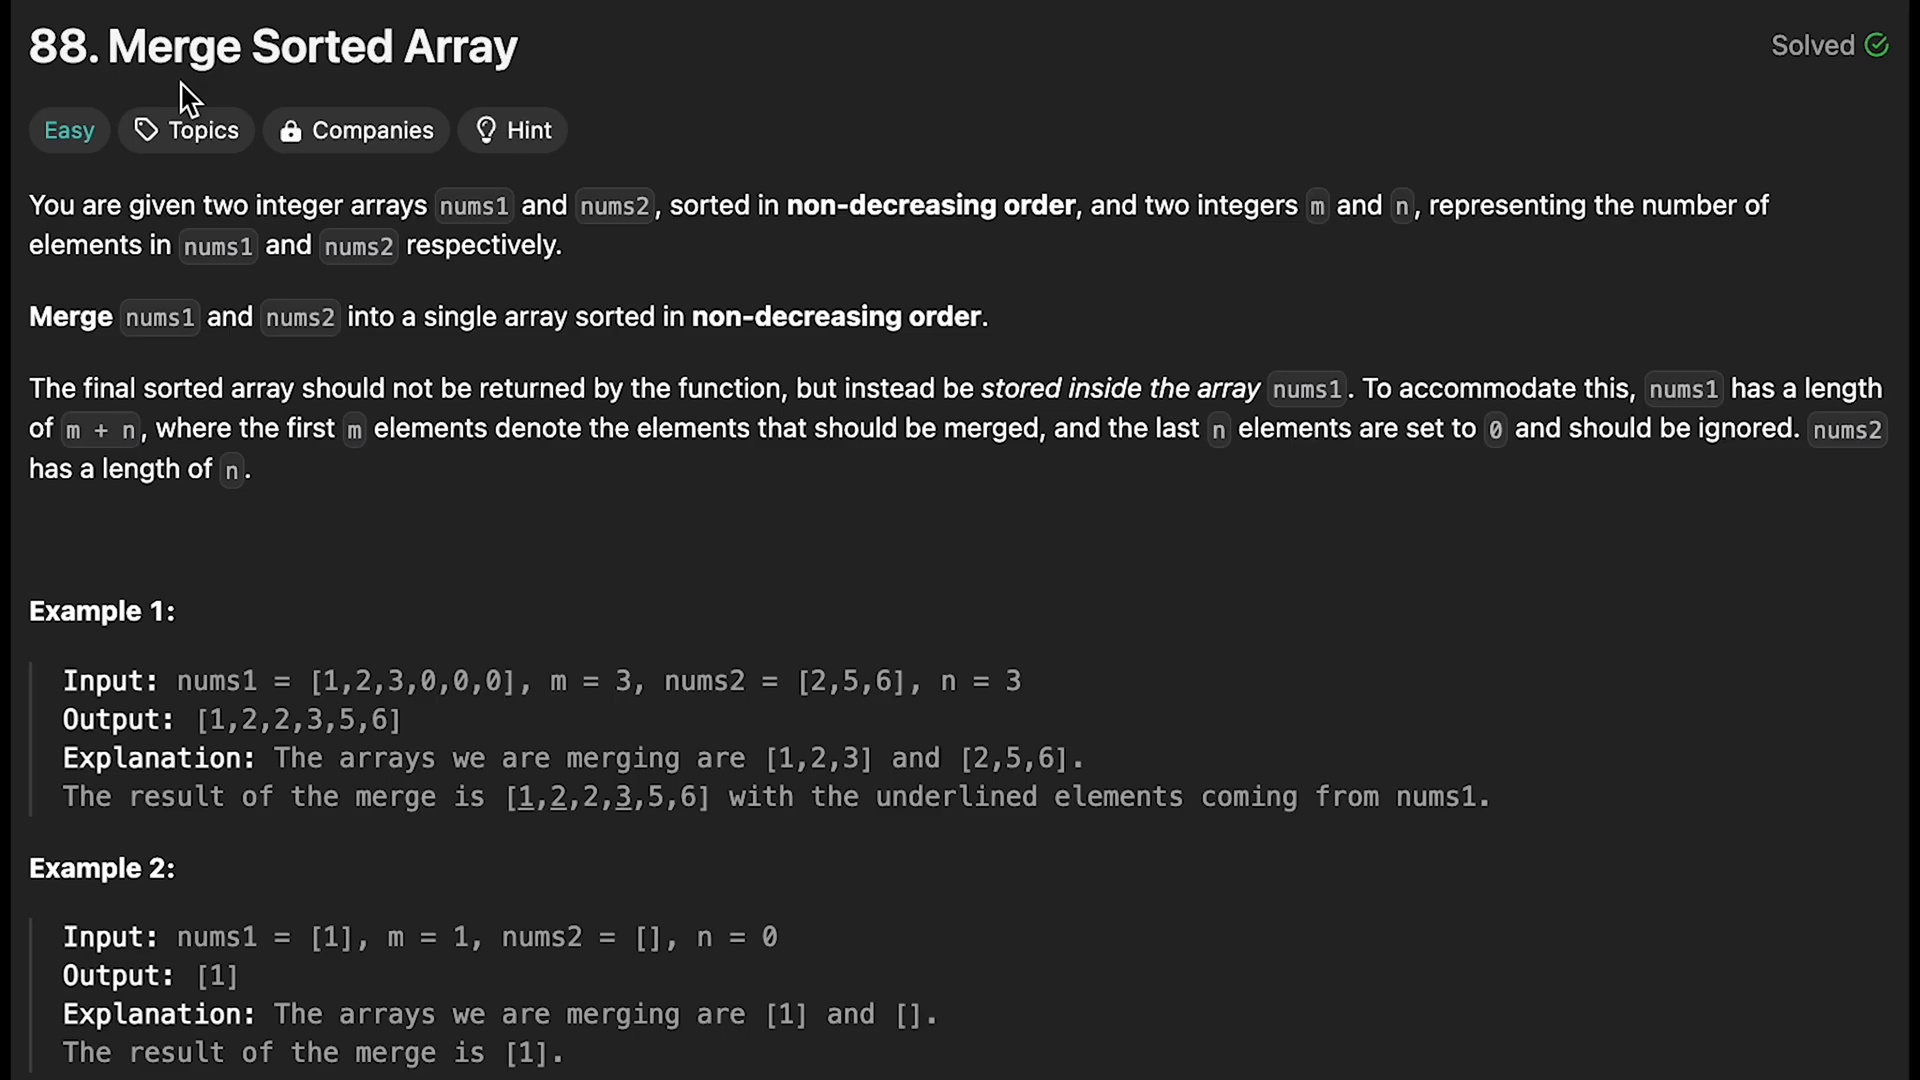 88. Merge Sorted Array
Solved
Easy Topics Companies Hint
You are given two integer arrays nums1 and nums2, sorted in non-decreasing order, and two integers m and n, representing the number of
elements in nums1 and nums2 respectively.
Merge nums1 and nums2 into a single array sorted in non-decreasing order.
The final sorted array should not be returned by the function, but instead be stored inside the array nums1. To accommodate this, nums1 has a length
of m + n, where the first m elements denote the elements that should be merged, and the last n elements are set to 0 and should be ignored. nums2
has a length of n.
Example 1:
Input: nums1 = [1,2,3,0,0,0], m = 3, nums2 = [2,5,6], n = 3
Output: [1,2,2,3,5,6]
Explanation: The arrays we are merging are [1,2,3] and [2,5,6].
The result of the merge is [1,2,2,3,5,6] with the underlined elements coming from nums1.
Example 2:
Input: nums1 = [1], m = 1, nums2 = [], n = 0
Output: [1]
Explanation: The arrays we are merging are [1] and [].
The result of the merge is [1].